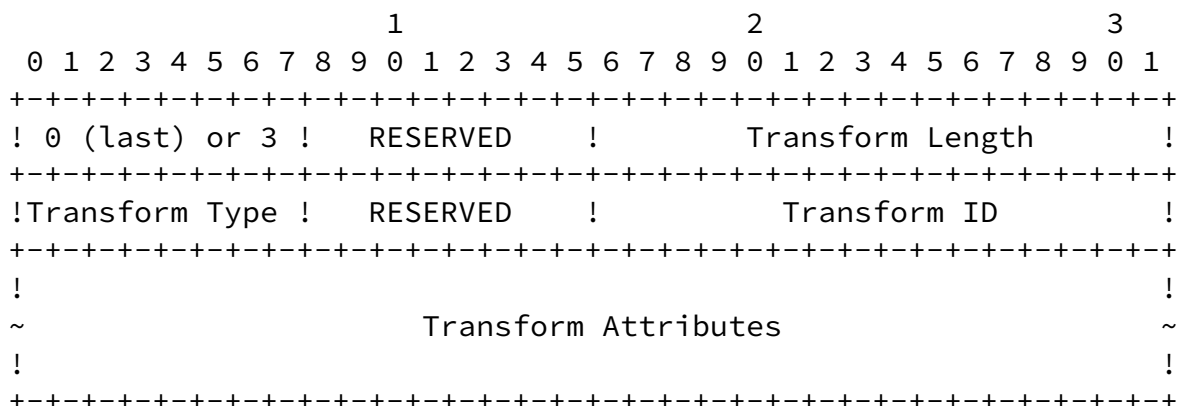 1                   2                   3
 0 1 2 3 4 5 6 7 8 9 0 1 2 3 4 5 6 7 8 9 0 1 2 3 4 5 6 7 8 9 0 1
+-+-+-+-+-+-+-+-+-+-+-+-+-+-+-+-+-+-+-+-+-+-+-+-+-+-+-+-+-+-+-+-+
! 0 (last) or 3 !   RESERVED    !        Transform Length       !
+-+-+-+-+-+-+-+-+-+-+-+-+-+-+-+-+-+-+-+-+-+-+-+-+-+-+-+-+-+-+-+-+
!Transform Type !   RESERVED    !          Transform ID         !
+-+-+-+-+-+-+-+-+-+-+-+-+-+-+-+-+-+-+-+-+-+-+-+-+-+-+-+-+-+-+-+-+
!                                                               !
~                      Transform Attributes                     ~
!                                                               !
+-+-+-+-+-+-+-+-+-+-+-+-+-+-+-+-+-+-+-+-+-+-+-+-+-+-+-+-+-+-+-+-+